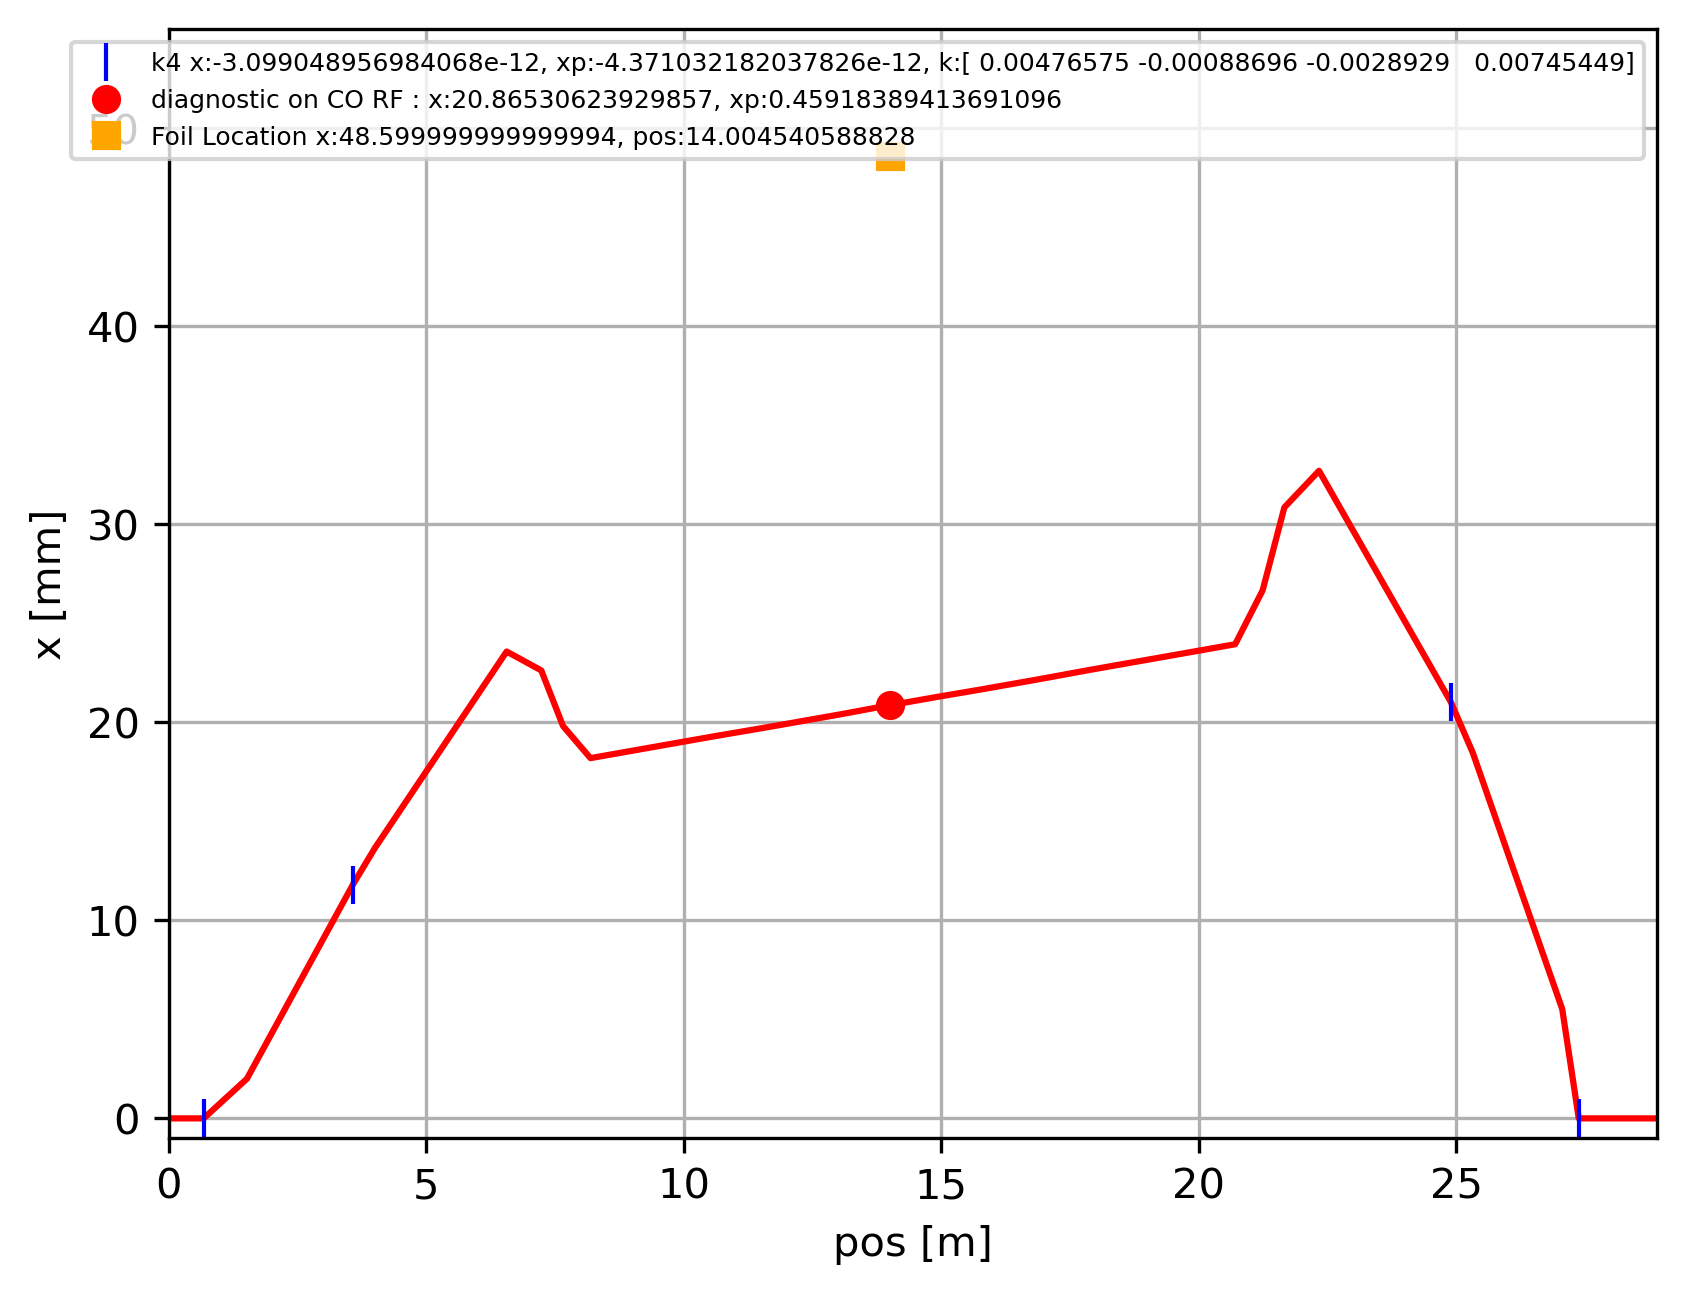 k4 x:-3.099048956984068e-12, xp:-4.371032182037826e-12, k:[ 0.00476575 -0.00088696 -0.0028929   0.00745449]
diagnostic on CO RF : x:20.86530623929857, xp:0.45918389413691096
50
Foil Location x:48.599999999999994, pos:14.004540588828
40
30
x [mm]
20
10
0
0 5 10 15 20 25
pos [m]